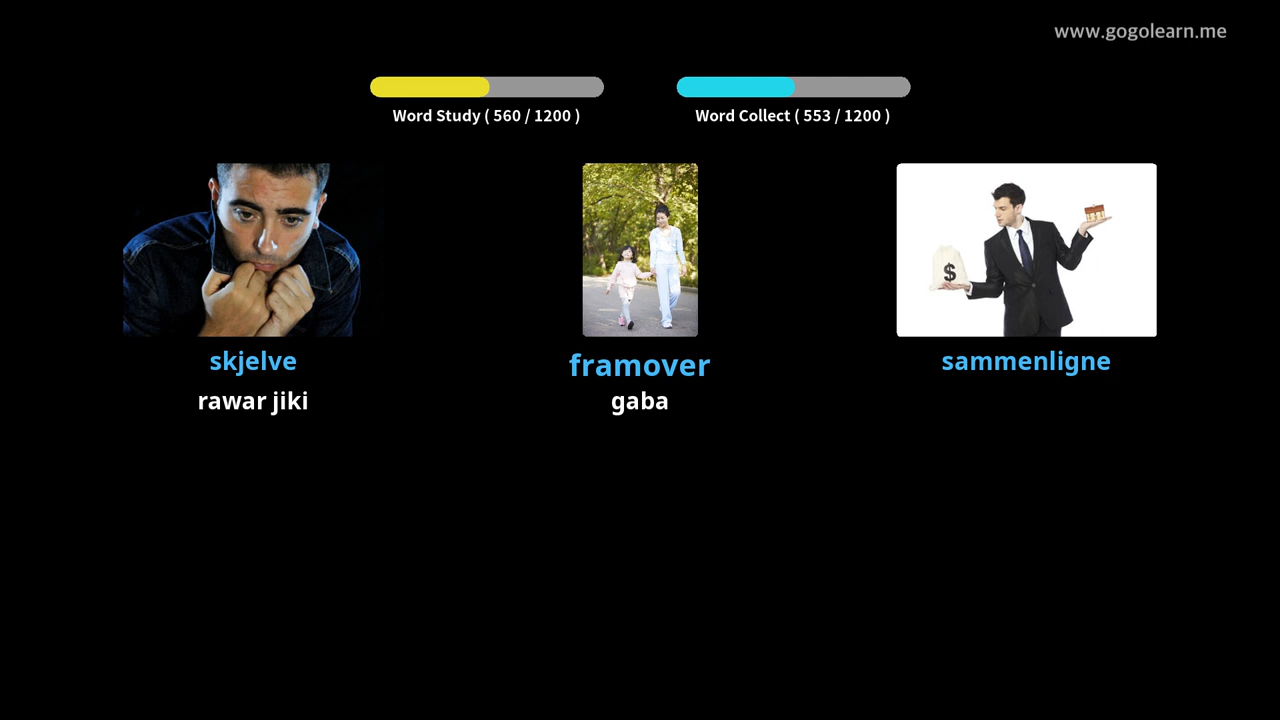 www.gogolearn.me
Word Study ( 560 / 1200 )
Word Collect ( 553 / 1200 )
$
skjelve
framover
sammenligne
rawar jiki
gaba